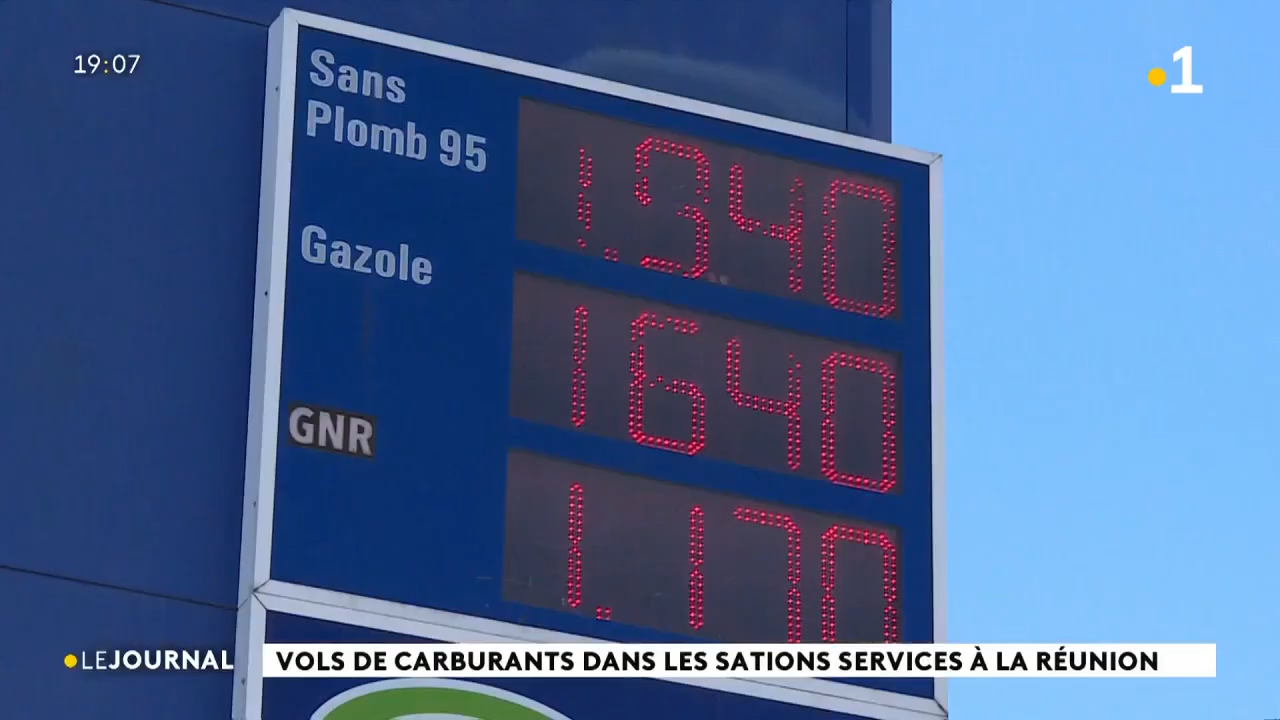 19:07
1
Sans
Plomb 95
1.940
Gazole
1640
GNR
1.170
LEJOURNAL
VOLS DE CARBURANTS DANS LES SATIONS SERVICES À LA RÉUNION